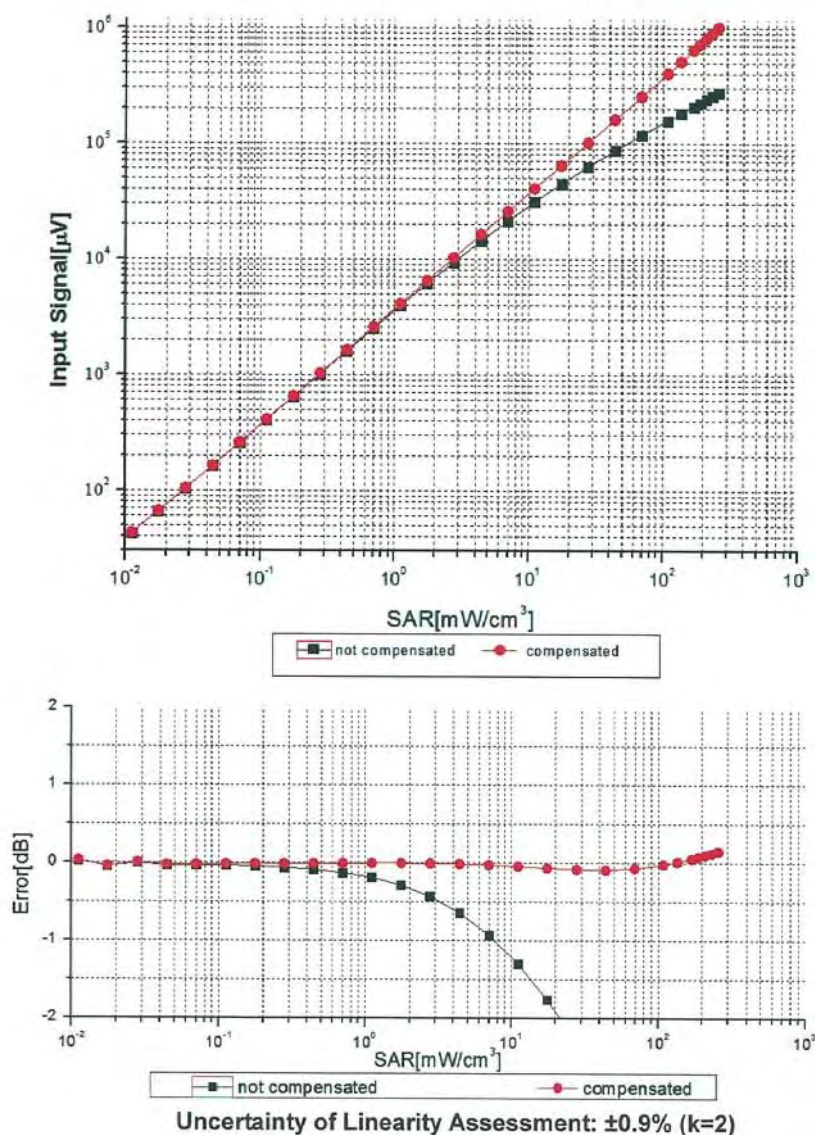 10⁶
10⁵
10⁴
10³
10²
Input Signal[µV]
10⁻² 10⁻¹ 10⁰ 10¹ 10² 10³
SAR[mW/cm³]
not compensated compensated
2
1
0
-1
-2
Error[dB]
10⁻² 10⁻¹ 10⁰ 10¹ 10² 10³
SAR[mW/cm³]
not compensated compensated
Uncertainty of Linearity Assessment: ±0.9% (k=2)